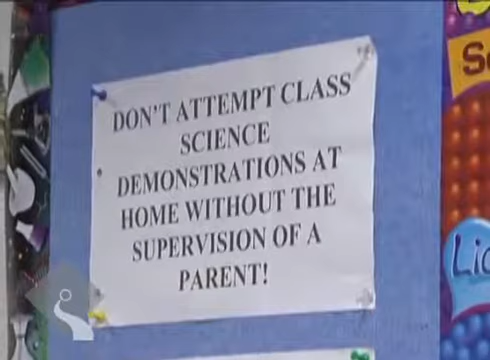 DON'T ATTEMPT CLASS
SCIENCE
DEMONSTRATIONS AT
HOME WITHOUT THE
SUPERVISION OF A
PARENT!